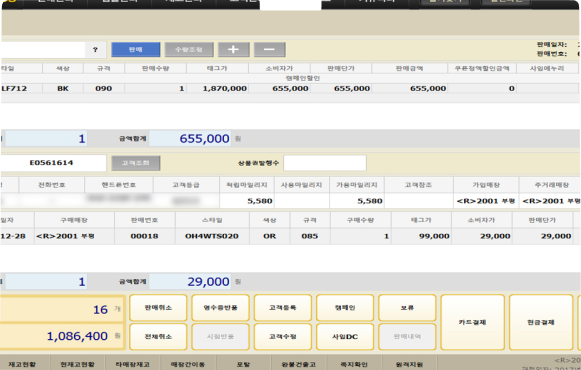 ? 판매 수량조정 + − 판매일자:
판매번호:
타일 색상 규격 판매수량 태그가 소비자가 판매단가 판매금액 쿠폰정액할인금액 사입에누리
캠페인할인
LF712 BK 090 1 1,870,000 655,000 655,000 655,000 0
1 금액합계 655,000 원
E0561614 고객조회 상품권발행수
전화번호 핸드폰번호 고객등급 적립마일리지 사용마일리지 가용마일리지 고객참조 가입매장 주거래매장
5,580 5,580 <R>2001 부평 <R>2001 부평
일자 구매매장 판매번호 스타일 색상 규격 구매수량 태그가 소비자가 판매단가
12-28 <R>2001 부평 00018 OH4WTS020 OR 085 1 99,000 29,000 29,000
1 금액합계 29,000 원
16 개 판매취소 영수증반품 고객등록 캠페인 보류
카드결제 현금결제
1,086,400 원 전체취소 시점반품 고객수정 사입DC 판매내역
재고현황 현재고현황 타매장재고 매장간이동 포탈 완불건출고 쪽지확인 원격지원